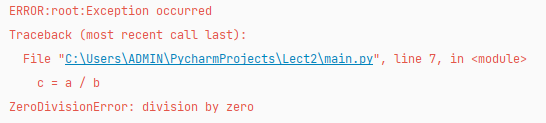 ERROR:root:Exception occurred
Traceback (most recent call last):
  File "C:\Users\ADMIN\PycharmProjects\Lect2\main.py", line 7, in <module>
    c = a / b
ZeroDivisionError: division by zero